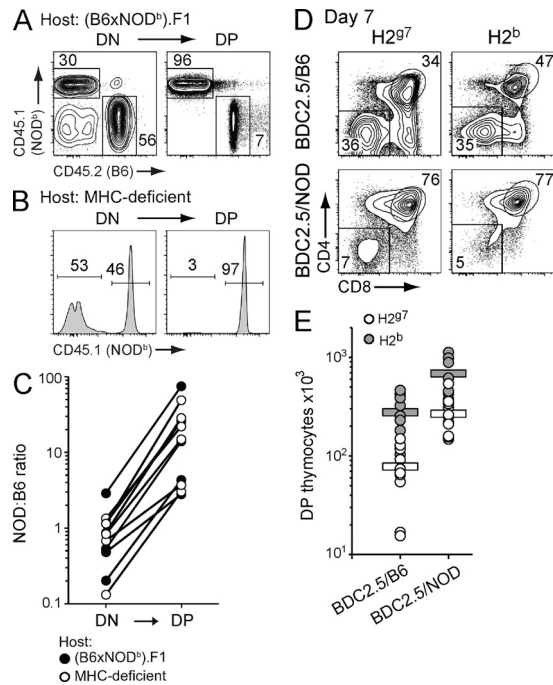 A Host: (B6xNODᵇ).F1
DN DP
30 96
56 7
CD45.1
(NODᵇ)
CD45.2 (B6)
B Host: MHC-deficient
DN DP
53 46 3 97
CD45.1 (NODᵇ)
C
NOD:B6 ratio
100
10
1
0.1
DN DP
Host:
(B6xNODᵇ).F1
MHC-deficient
D Day 7
H2ᵍ⁷ H2ᵇ
BDC2.5/B6
34 47
36 35
BDC2.5/NOD
76 77
7 5
CD4
CD8
E
H2ᵍ⁷
H2ᵇ
DP thymocytes x10³
10³
10²
10¹
BDC2.5/B6
BDC2.5/NOD